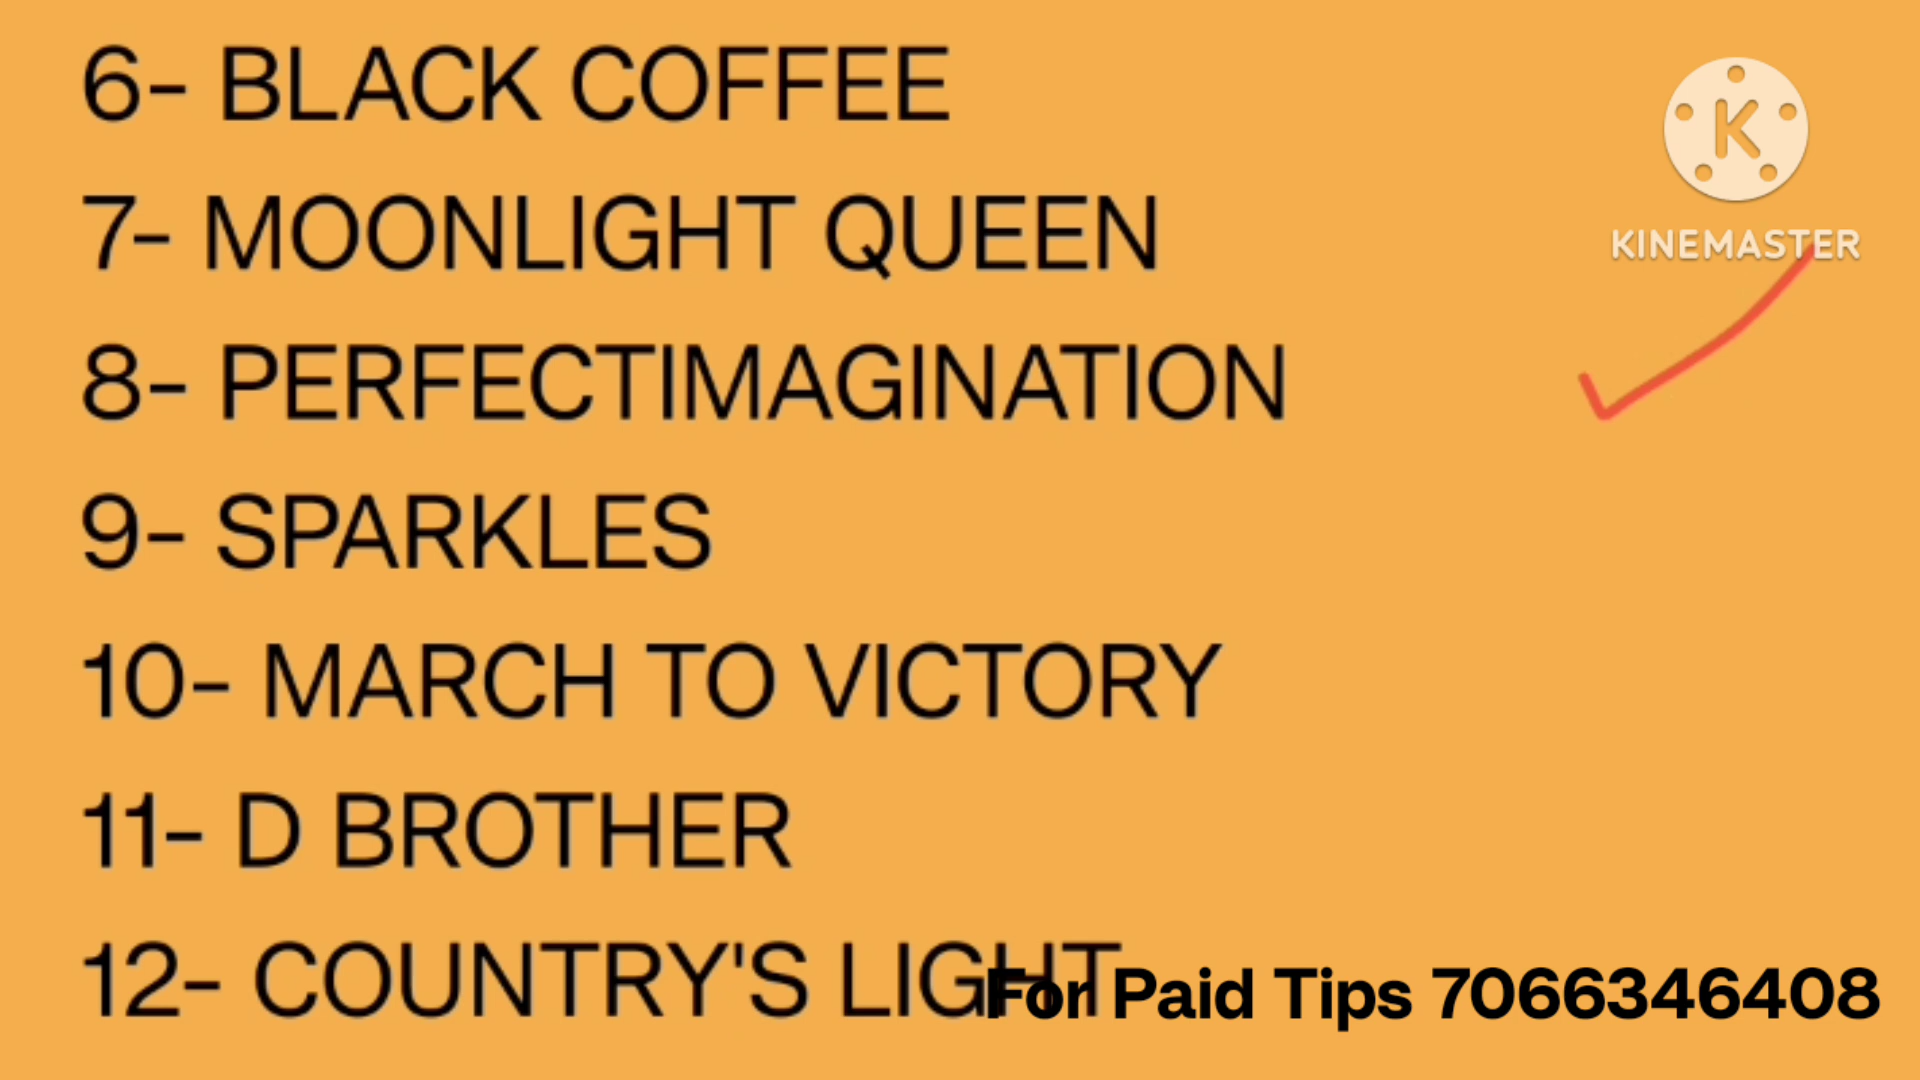 6- BLACK COFFEE
7- MOONLIGHT QUEEN
KINEMASTER
8- PERFECTIMAGINATION
9- SPARKLES
10- MARCH TO VICTORY
11- D BROTHER
12- COUNTRY'S LIGHT
For Paid Tips 7066346408